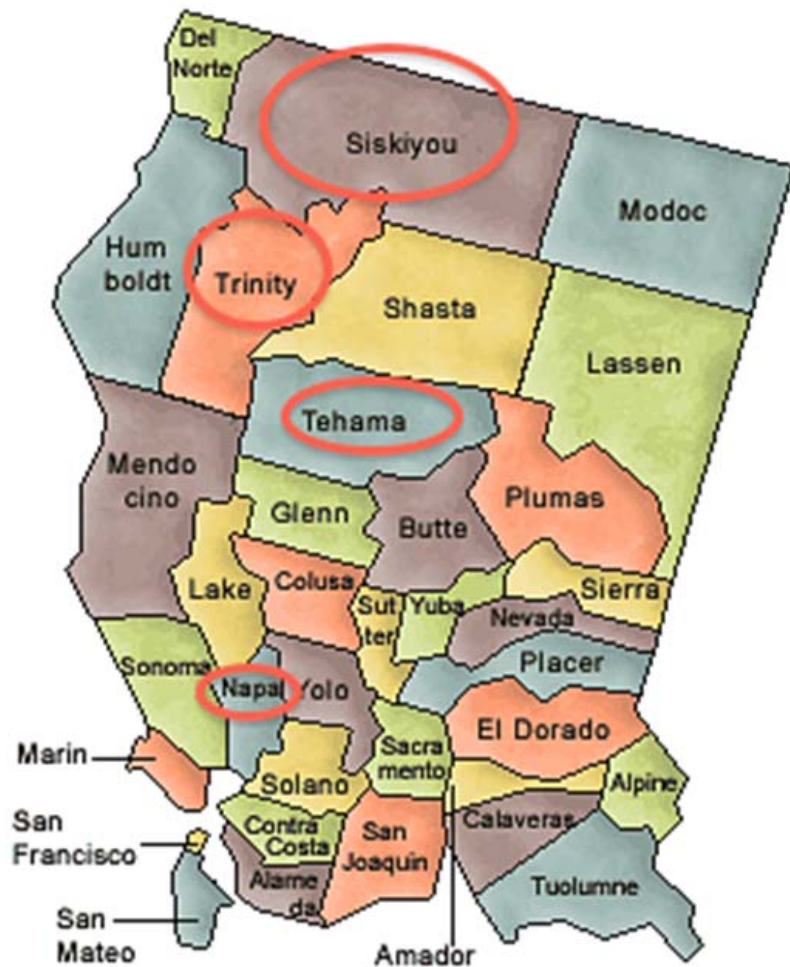 Del
Norte
Siskiyou
Modoc
Hum
boldt
Trinity
Shasta
Lassen
Tehama
Mendo
cino
Glenn
Butte
Plumas
Lake
Colusa
Sut
ter
Yuba
Sierra
Nevada
Sonoma
Napa
Yolo
Placer
Marin
Sacra
mento
El Dorado
Solano
Alpine
San
Francisco
Contra
Costa
San
Joaquin
Calaveras
Alame
da
Tuolumne
San
Mateo
Amador